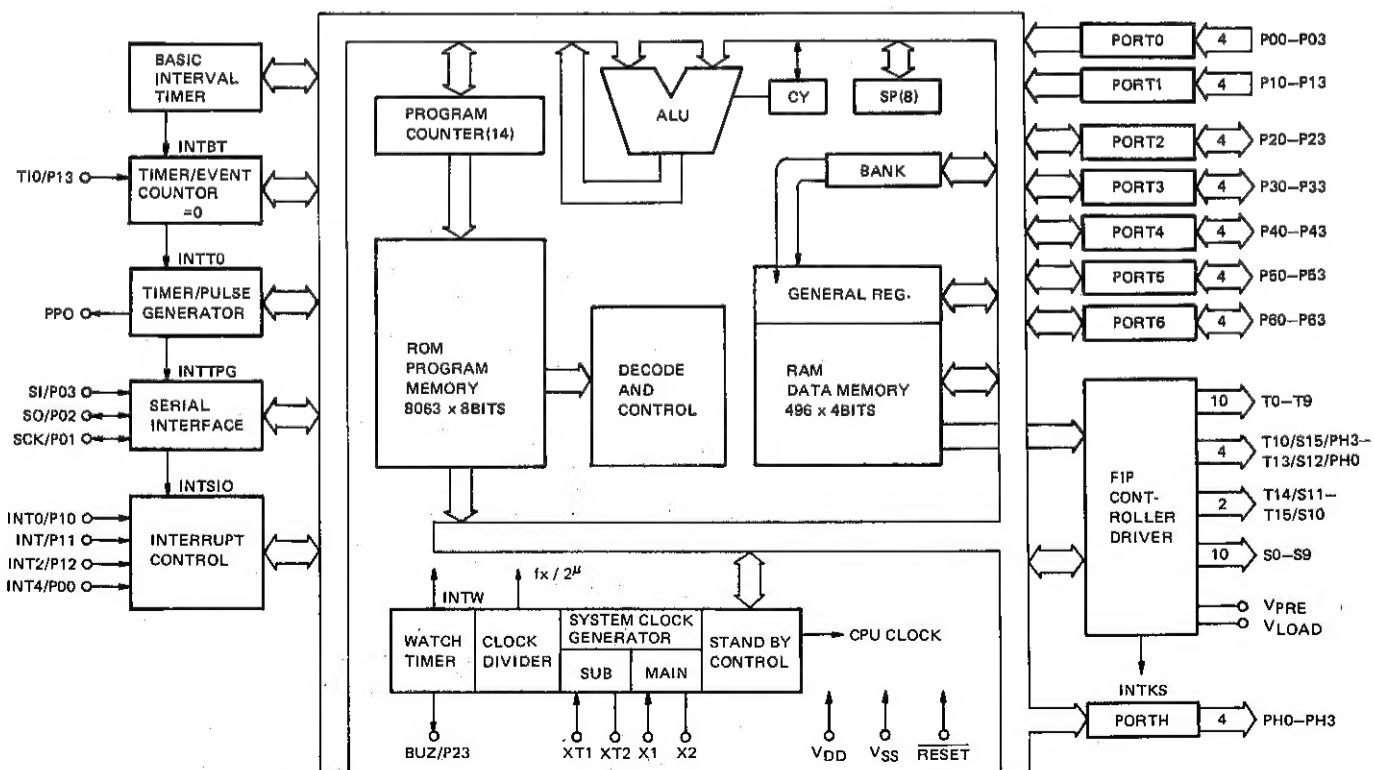 BASIC
INTERVAL
TIMER
INTBT
TI0/P13
TIMER/EVENT
COUNTOR
=0
INTT0
PPO
TIMER/PULSE
GENERATOR
INTTPG
SI/P03
SO/P02
SCK/P01
SERIAL
INTERFACE
INTSIO
INT0/P10
INT/P11
INT2/P12
INT4/P00
INTERRUPT
CONTROL
PROGRAM
COUNTER(14)
ALU
CY
SP(8)
BANK
ROM
PROGRAM
MEMORY
8063 x 8BITS
DECODE
AND
CONTROL
GENERAL REG.
RAM
DATA MEMORY
496 x 4BITS
INTW
fx / 2^μ
WATCH
TIMER
CLOCK
DIVIDER
SYSTEM CLOCK
GENERATOR
SUB
MAIN
STAND BY
CONTROL
CPU CLOCK
BUZ/P23
XT1
XT2
X1
X2
VDD
VSS
RESET
PORT0 4 P00–P03
PORT1 4 P10–P13
PORT2 4 P20–P23
PORT3 4 P30–P33
PORT4 4 P40–P43
PORT5 4 P50–P53
PORT6 4 P60–P63
FIP
CONT-
ROLLER
DRIVER
10 T0–T9
4 T10/S15/PH3–
T13/S12/PH0
2 T14/S11–
T15/S10
10 S0–S9
VPRE
VLOAD
INTKS
PORTH 4 PH0–PH3